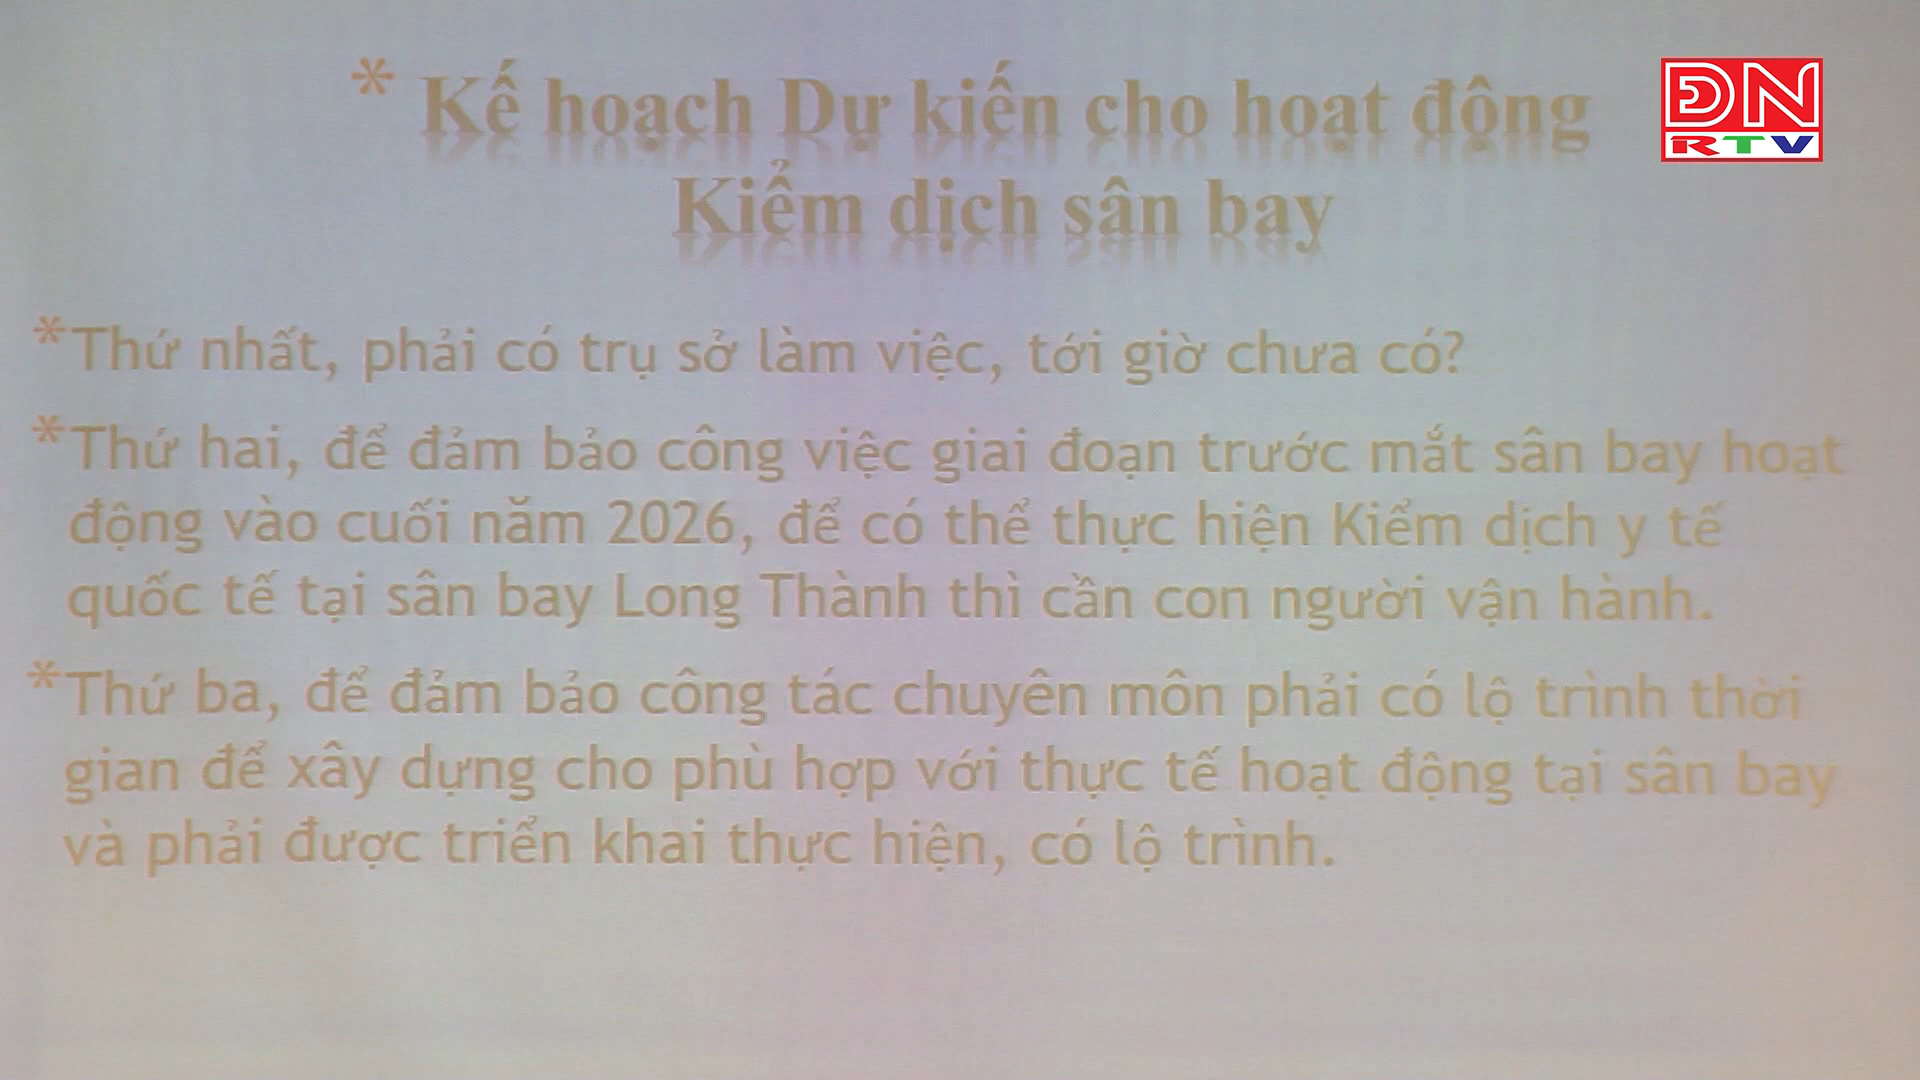 * Kế hoạch Dự kiến cho hoạt động
Kiểm dịch sân bay
ĐN
RTV
*Thứ nhất, phải có trụ sở làm việc, tới giờ chưa có?
*Thứ hai, để đảm bảo công việc giai đoạn trước mắt sân bay hoạt
động vào cuối năm 2026, để có thể thực hiện Kiểm dịch y tế
quốc tế tại sân bay Long Thành thì cần con người vận hành.
*Thứ ba, để đảm bảo công tác chuyên môn phải có lộ trình thời
gian để xây dựng cho phù hợp với thực tế hoạt động tại sân bay
và phải được triển khai thực hiện, có lộ trình.